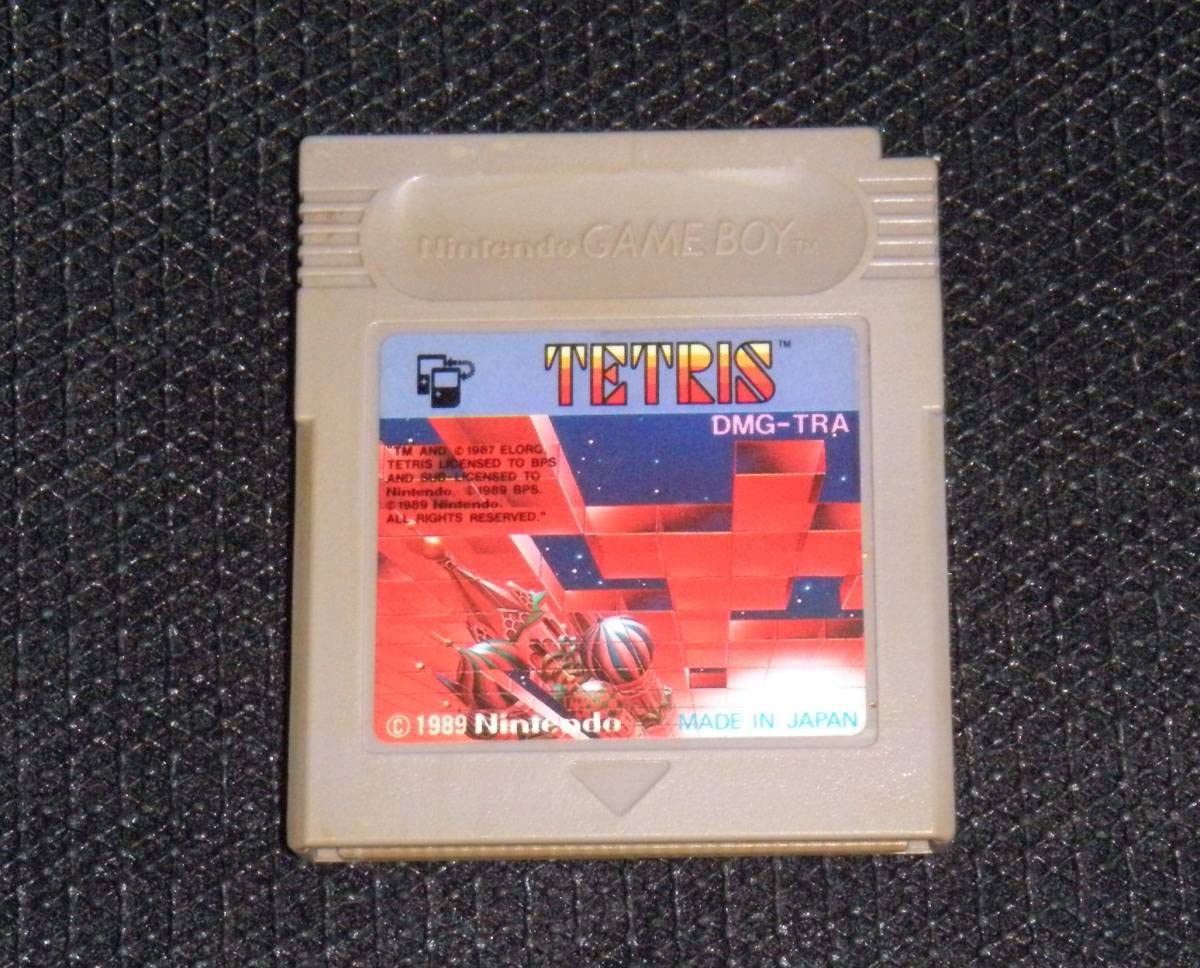 Nintendo GAME BOY™
TETRIS™
DMG-TRA
"TM AND © 1987 ELORG.
TETRIS LICENSED TO BPS
AND SUB-LICENSED TO
Nintendo. © 1989 BPS.
© 1989 Nintendo.
ALL RIGHTS RESERVED."
© 1989 Nintendo MADE IN JAPAN